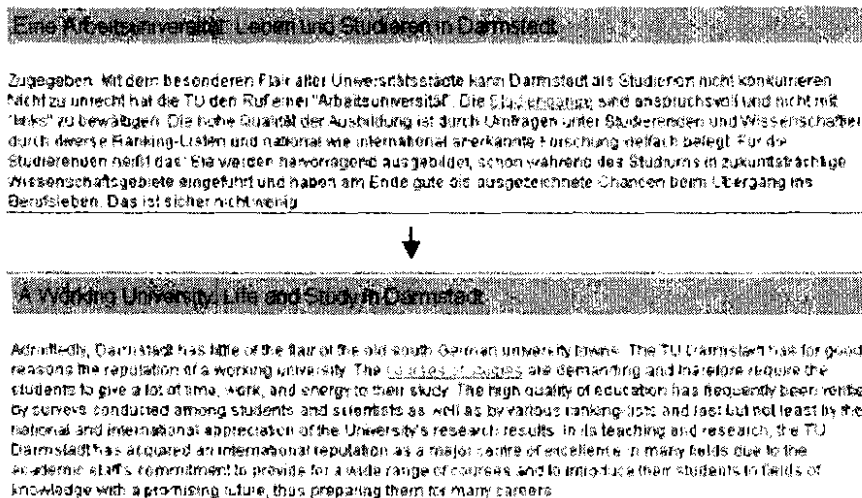 Eine Arbeitsuniversität: Leben und Studieren in Darmstadt
Zugegeben: Mit dem besonderen Flair alter Universitätsstädte kann Darmstadt als Studienort nicht konkurrieren.
Nicht zu unrecht hat die TU den Ruf einer "Arbeitsuniversität". Die Studiengänge sind anspruchsvoll und nicht mit
"links" zu bewältigen. Die hohe Qualität der Ausbildung ist durch Umfragen unter Studierenden und Wissenschaftler
durch diverse Ranking-Listen und national wie international anerkannte Forschung vielfach belegt. Für die
Studierenden heißt das: Sie werden hervorragend ausgebildet, schon während des Studiums in zukunftsträchtige
Wissenschaftsgebiete eingeführt und haben am Ende gute bis ausgezeichnete Chancen beim Übergang ins
Berufsleben. Das ist sicher nicht wenig.
A Working University: Life and Study in Darmstadt
Admittedly, Darmstadt has little of the flair of the old south German university towns. The TU Darmstadt has for good
reasons the reputation of a working university. The courses of studies are demanding and therefore require the
students to give a lot of time, work, and energy to their study. The high quality of education has frequently been verifie
by surveys conducted among students and scientists as well as by various ranking-lists and last but not least by the
national and international appreciation of the University's research results. In its teaching and research, the TU
Darmstadt has acquired an international reputation as a major centre of excellence in many fields due to the
academic staff's commitment to provide for a wide range of courses and to introduce their students to fields of
knowledge with a promising future, thus preparing them for many careers.